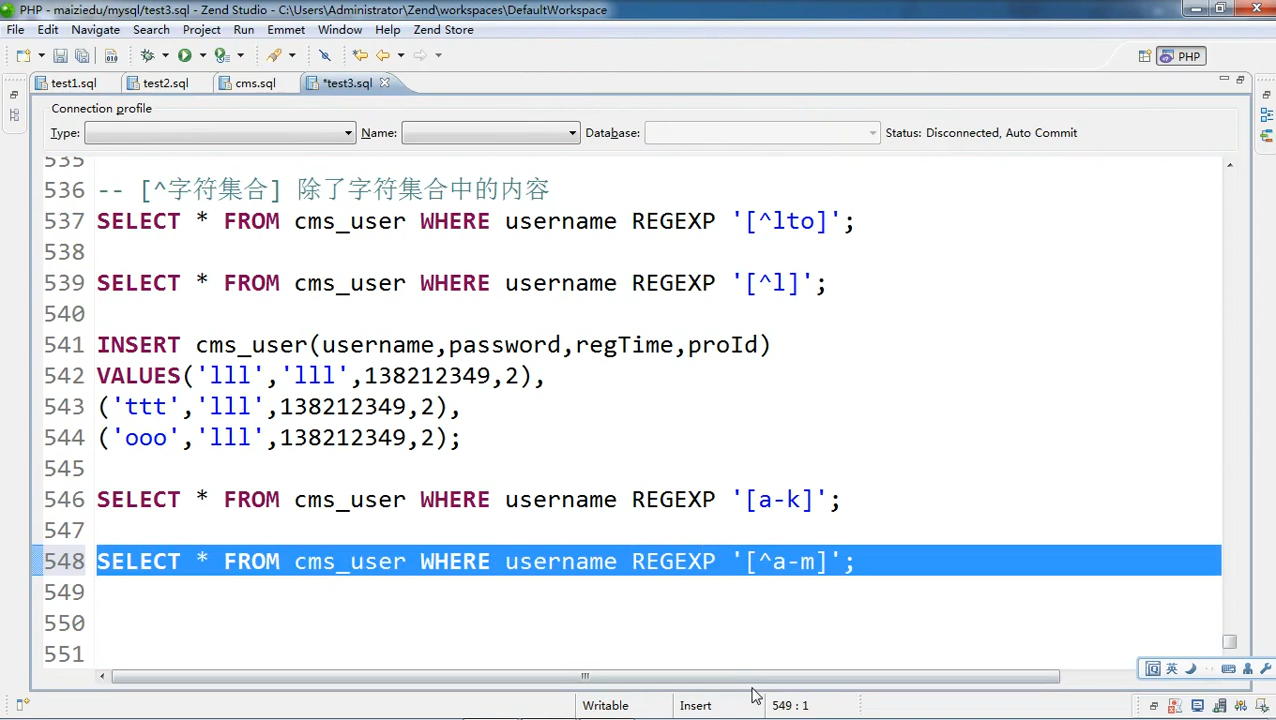 PHP - maiziedu/mysql/test3.sql - Zend Studio - C:\Users\Administrator\Zend\workspaces\DefaultWorkspace
File Edit Navigate Search Project Run Emmet Window Help Zend Store
PHP
test1.sql test2.sql cms.sql *test3.sql
Connection profile
Type: Name: Database: Status: Disconnected, Auto Commit
535
536 -- [^字符集合] 除了字符集合中的内容
537 SELECT * FROM cms_user WHERE username REGEXP '[^lto]';
538
539 SELECT * FROM cms_user WHERE username REGEXP '[^l]';
540
541 INSERT cms_user(username,password,regTime,proId)
542 VALUES('lll','lll',138212349,2),
543 ('ttt','lll',138212349,2),
544 ('ooo','lll',138212349,2);
545
546 SELECT * FROM cms_user WHERE username REGEXP '[a-k]';
547
548 SELECT * FROM cms_user WHERE username REGEXP '[^a-m]';
549
550
551
英
Writable Insert 549 : 1